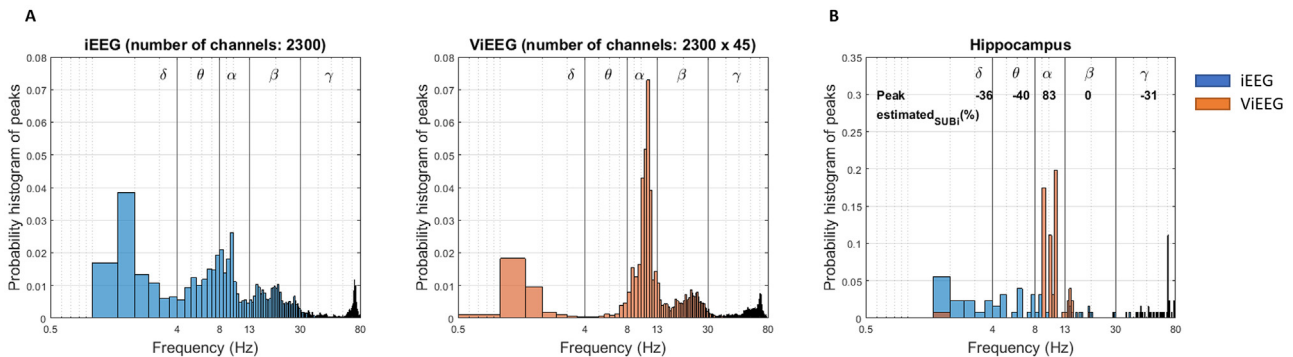 A
B
iEEG (number of channels: 2300)
ViEEG (number of channels: 2300 x 45)
Hippocampus
0.08
0.07
0.06
0.05
0.04
0.03
0.02
0.01
0
δ θ α β γ
0.5 4 8 13 30 80
Frequency (Hz)
Probability histogram of peaks
0.08
0.07
0.06
0.05
0.04
0.03
0.02
0.01
0
δ θ α β γ
0.5 4 8 13 30 80
Frequency (Hz)
Probability histogram of peaks
0.35
0.3
0.25
0.2
0.15
0.1
0.05
0
δ θ α β γ
Peak -36 -40 83 0 -31
estimatedSUBi(%)
0.5 4 8 13 30 80
Frequency (Hz)
Probability histogram of peaks
iEEG
ViEEG